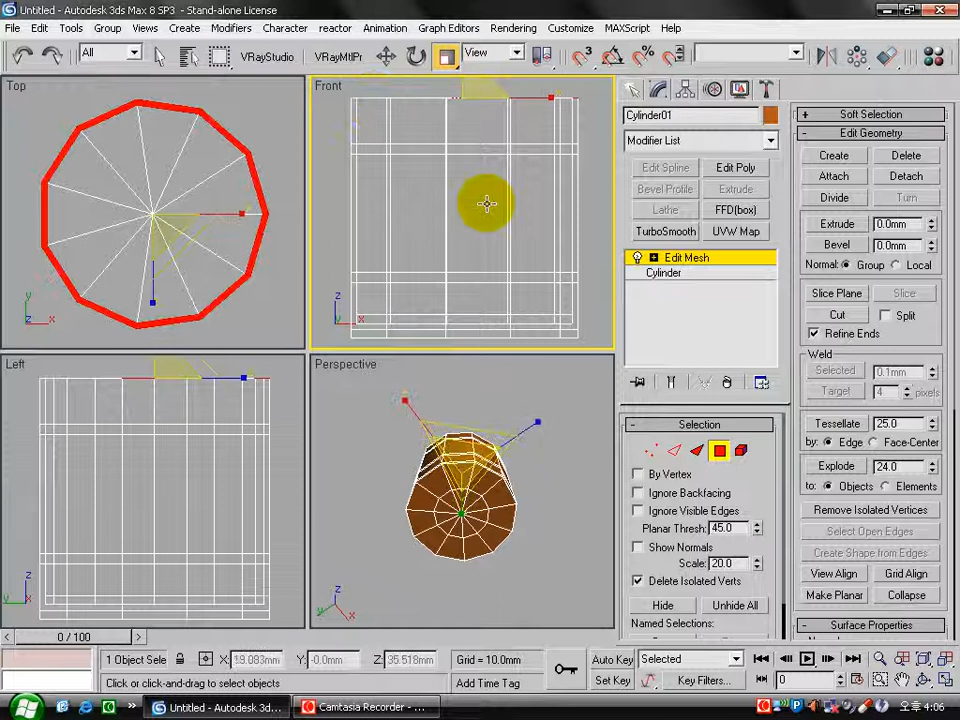 Untitled - Autodesk 3ds Max 8 SP3 - Stand-alone License
File Edit Tools Group Views Create Modifiers Character reactor Animation Graph Editors Rendering Customize MAXScript Help
All VRayStudio VRayMtlPr View
Top
Front
Left
Perspective
Cylinder01
Modifier List
Edit Spline Edit Poly
Bevel Profile Extrude
Lathe FFD(box)
TurboSmooth UVW Map
Edit Mesh
Cylinder
Selection
By Vertex
Ignore Backfacing
Ignore Visible Edges
Planar Thresh: 45.0
Show Normals
Scale: 20.0
Delete Isolated Verts
Hide Unhide All
Named Selections:
Soft Selection
Edit Geometry
Create Delete
Attach Detach
Divide Turn
Extrude 0.0mm
Bevel 0.0mm
Normal: Group Local
Slice Plane Slice
Cut Split
Refine Ends
Weld
Selected 0.1mm
Target 4 pixels
Tessellate 25.0
by: Edge Face-Center
Explode 24.0
to: Objects Elements
Remove Isolated Vertices
Select Open Edges
Create Shape from Edges
View Align Grid Align
Make Planar Collapse
Surface Properties
0 / 100
1 Object Sele X: 19.083mm Y: -0.0mm Z: 35.518mm Grid = 10.0mm Auto Key Selected
Click or click-and-drag to select objects Add Time Tag Set Key Key Filters... 0
Untitled - Autodesk 3d... Camtasia Recorder - ... 오후 4:06